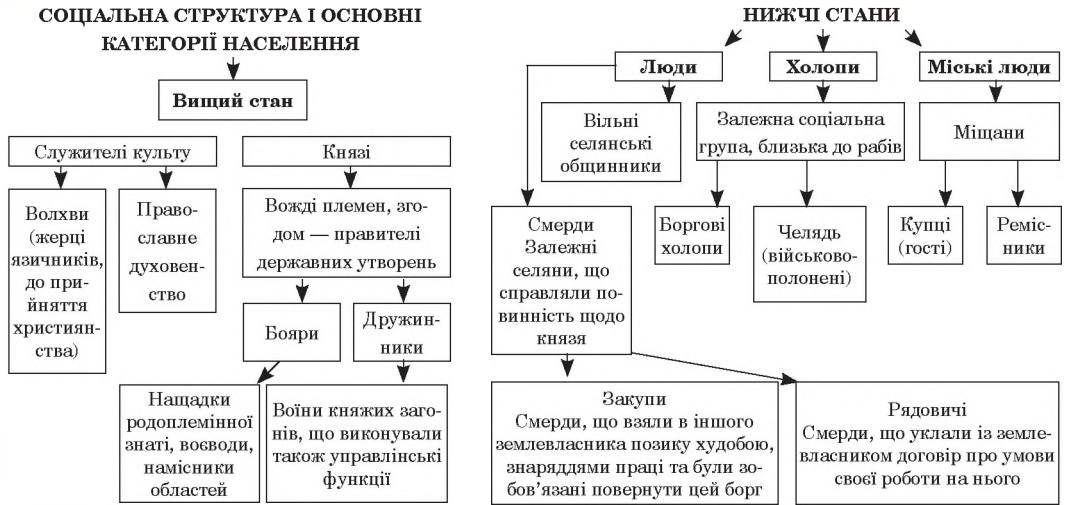 СОЦІАЛЬНА СТРУКТУРА І ОСНОВНІ
КАТЕГОРІЇ НАСЕЛЕННЯ
Вищий стан
Служителі культу
Князі
Волхви
(жерці
язичників,
до при-
йняття
християн-
ства)
Право-
славне
духовен-
ство
Вожді племен, зго-
дом — правителі
державних утворень
Бояри
Дружин-
ники
Нащадки
родоплемінної
знаті, воєводи,
намісники
областей
Воїни княжих заго-
нів, що виконували
також управлінські
функції
НИЖЧІ СТАНИ
Люди
Холопи
Міські люди
Вільні
селянські
общинники
Залежна соціальна
група, близька до рабів
Міщани
Смерди
Залежні
селяни, що
справляли по-
винність щодо
князя
Боргові
холопи
Челядь
(військово-
полонені)
Купці
(гості)
Реміс-
ники
Закупи
Смерди, що взяли в іншого
землевласника позику худобою,
знаряддями праці та були зо-
бов’язані повернути цей борг
Рядовичі
Смерди, що уклали із земле-
власником договір про умови
своєї роботи на нього